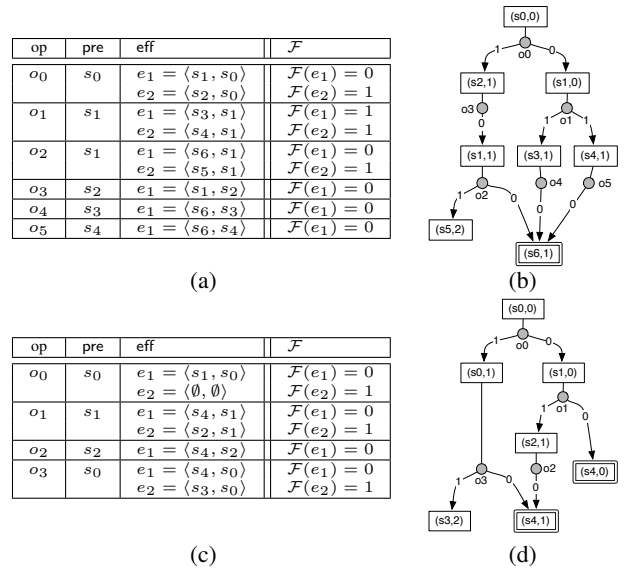 op pre eff F
o₀ s₀ e₁ = ⟨s₁, s₀⟩ F(e₁) = 0
e₂ = ⟨s₂, s₀⟩ F(e₂) = 1
o₁ s₁ e₁ = ⟨s₃, s₁⟩ F(e₁) = 1
e₂ = ⟨s₄, s₁⟩ F(e₂) = 1
o₂ s₁ e₁ = ⟨s₆, s₁⟩ F(e₁) = 0
e₂ = ⟨s₅, s₁⟩ F(e₂) = 1
o₃ s₂ e₁ = ⟨s₁, s₂⟩ F(e₁) = 0
o₄ s₃ e₁ = ⟨s₆, s₃⟩ F(e₁) = 0
o₅ s₄ e₁ = ⟨s₆, s₄⟩ F(e₁) = 0
(a)
(s0,0)
1 o0 0
(s2,1) (s1,0)
o3 o1
0 1 1
(s1,1) (s3,1) (s4,1)
o2 o4 o5
1 0 0 0
(s5,2)
(s6,1)
(b)
op pre eff F
o₀ s₀ e₁ = ⟨s₁, s₀⟩ F(e₁) = 0
e₂ = ⟨∅, ∅⟩ F(e₂) = 1
o₁ s₁ e₁ = ⟨s₄, s₁⟩ F(e₁) = 0
e₂ = ⟨s₂, s₁⟩ F(e₂) = 1
o₂ s₂ e₁ = ⟨s₄, s₂⟩ F(e₁) = 0
o₃ s₀ e₁ = ⟨s₄, s₀⟩ F(e₁) = 0
e₂ = ⟨s₃, s₀⟩ F(e₂) = 1
(c)
(s0,0)
1 o0 0
(s0,1) (s1,0)
o1
1 0
(s2,1)
o2 (s4,0)
o3
1 0 0
(s3,2) (s4,1)
(d)